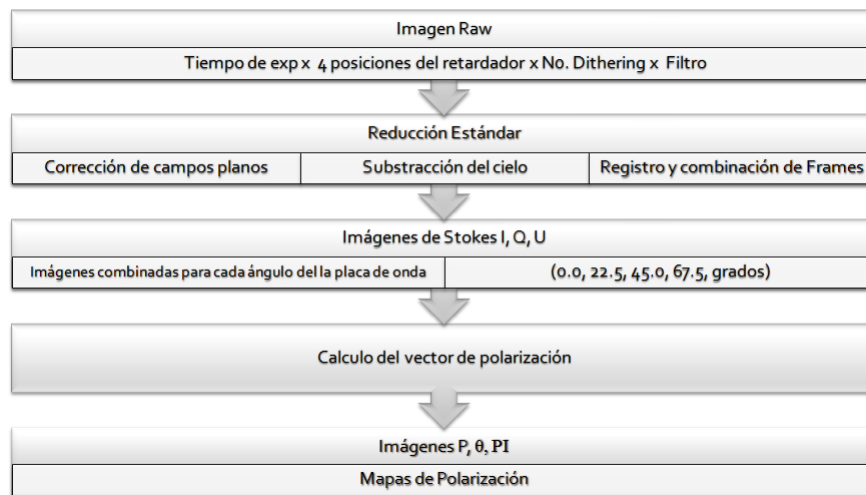 Imagen Raw
Tiempo de exp x 4 posiciones del retardador x No. Dithering x Filtro
Reducción Estándar
Corrección de campos planos
Substracción del cielo
Registro y combinación de Frames
Imágenes de Stokes I, Q, U
Imágenes combinadas para cada ángulo del la placa de onda
(0.0, 22.5, 45.0, 67.5, grados)
Calculo del vector de polarización
Imágenes P, θ, PI
Mapas de Polarización